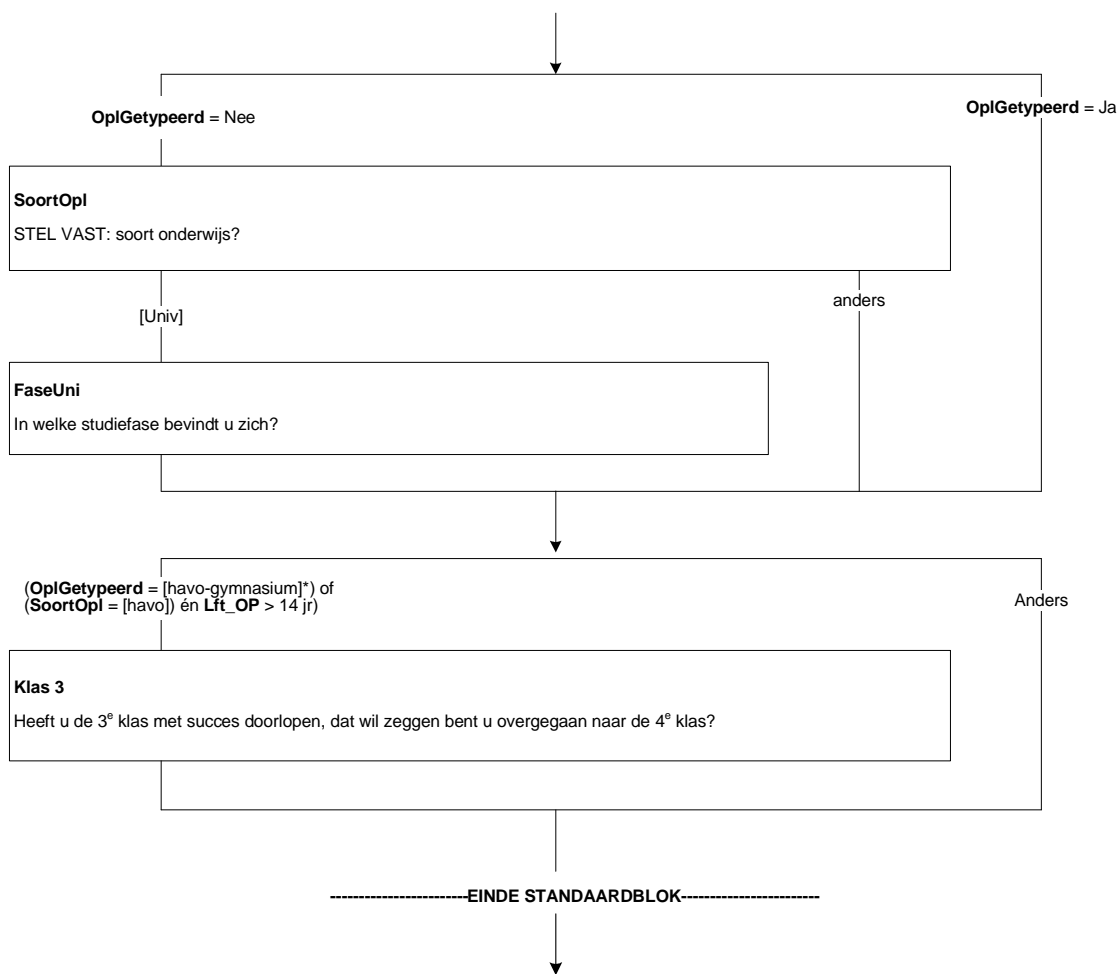 OplGetypeerd = Nee
OplGetypeerd = Ja
SoortOpl
STEL VAST: soort onderwijs?
[Univ]
anders
FaseUni
In welke studiefase bevindt u zich?
(OplGetypeerd = [havo-gymnasium]*) of
(SoortOpl = [havo]) én Lft_OP > 14 jr)
Anders
Klas 3
Heeft u de 3e klas met succes doorlopen, dat wil zeggen bent u overgegaan naar de 4e klas?
-------------------------EINDE STANDAARDBLOK-------------------------